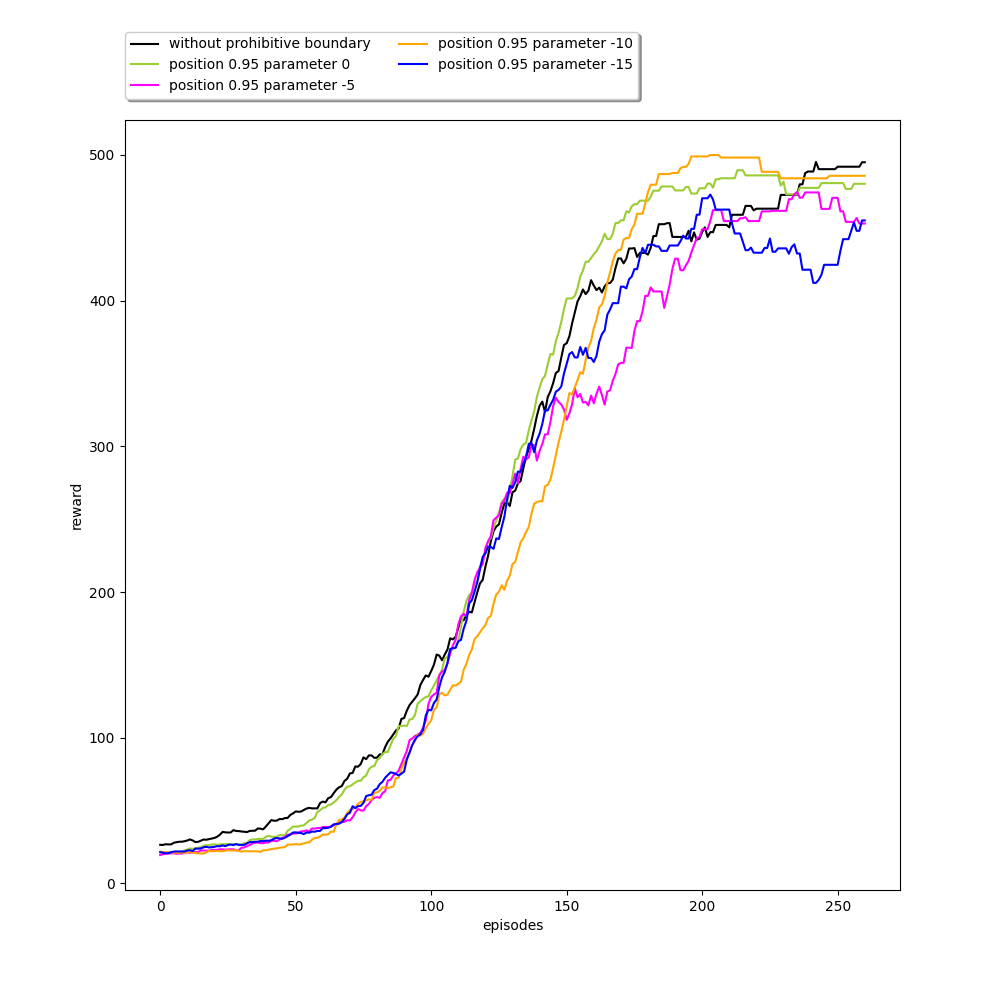 without prohibitive boundary
position 0.95 parameter 0
position 0.95 parameter -5
position 0.95 parameter -10
position 0.95 parameter -15
500
400
300
200
100
0
reward
0 50 100 150 200 250
episodes